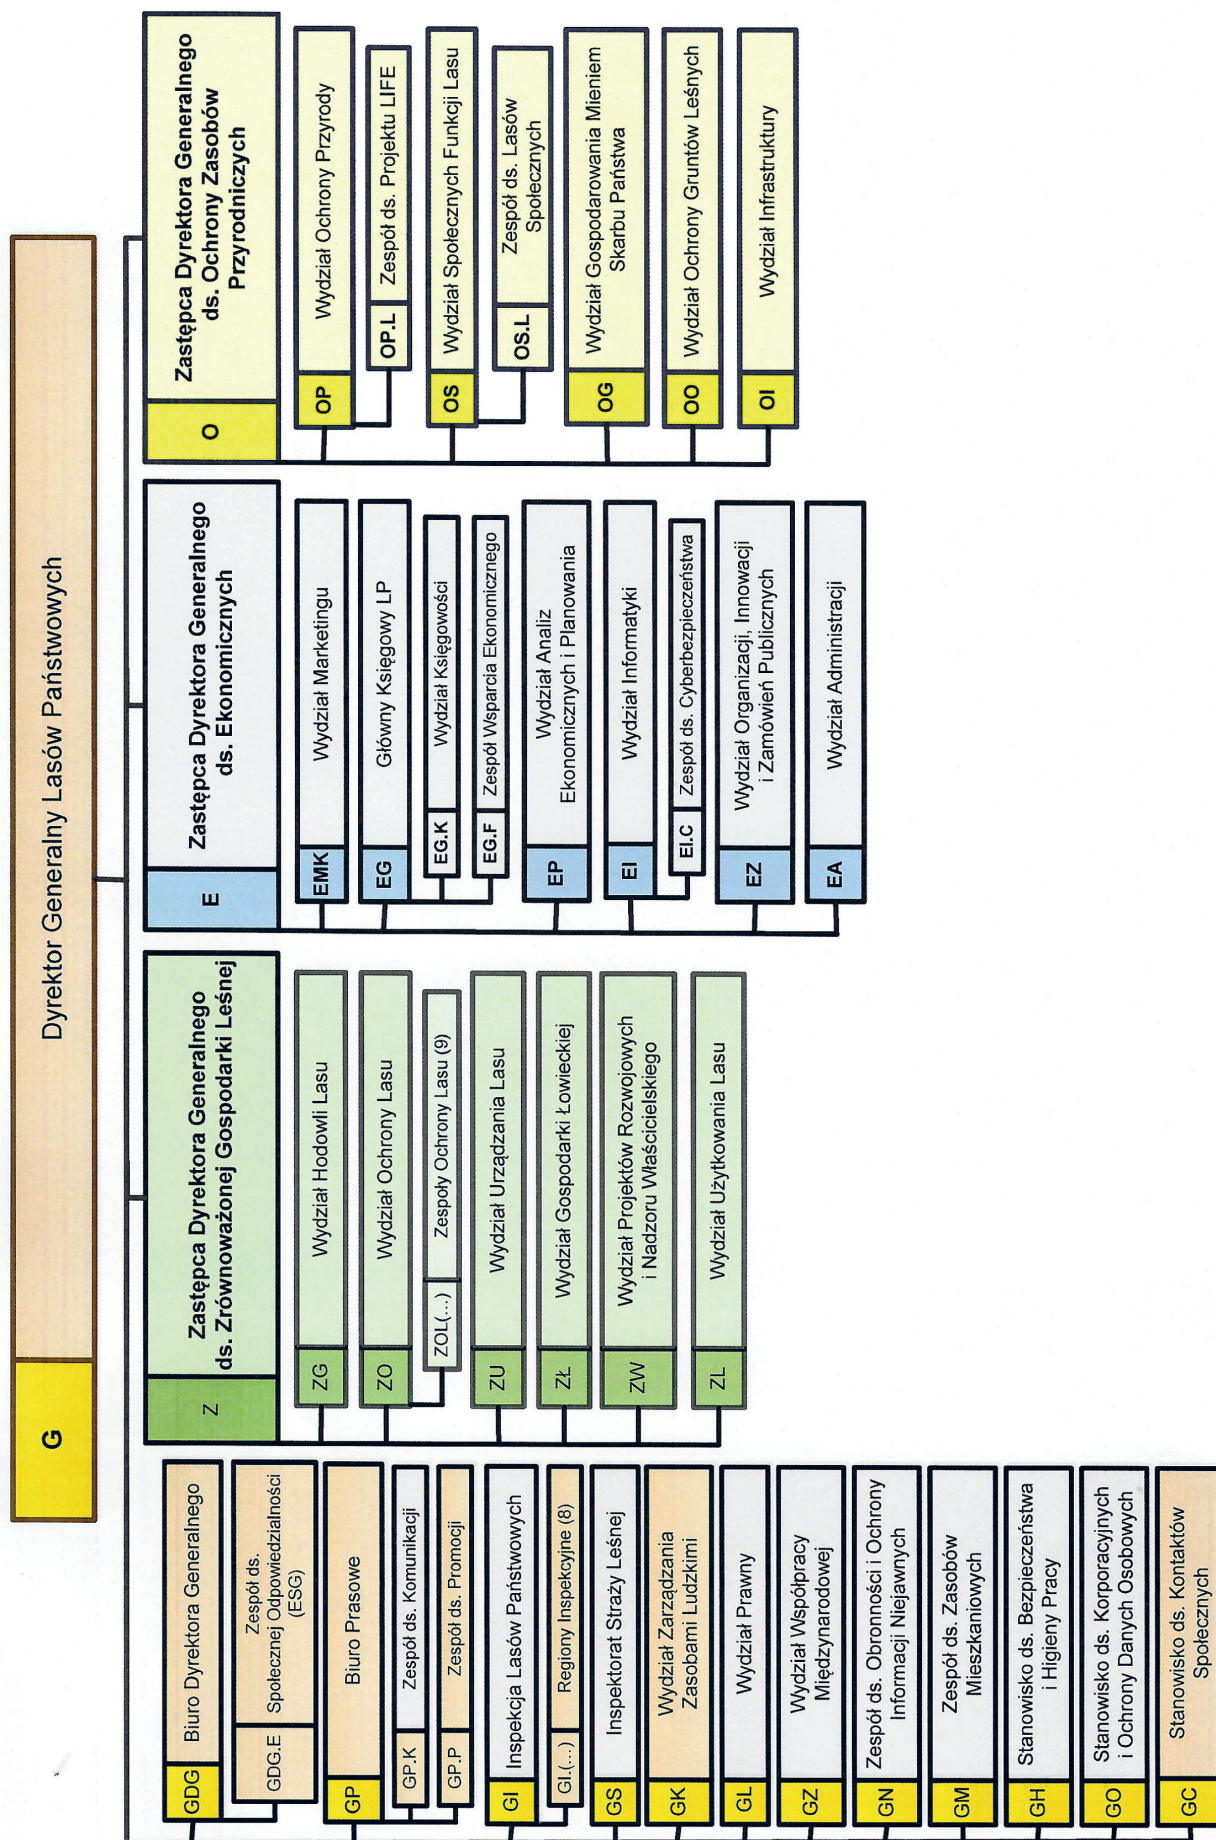 G
Dyrektor Generalny Lasów Państwowych
GDG
Biuro Dyrektora Generalnego
GDG.E
Zespół ds.
Społecznej Odpowiedzialności
(ESG)
GP
Biuro Prasowe
GP.K
Zespół ds. Komunikacji
GP.P
Zespół ds. Promocji
GI
Inspekcja Lasów Państwowych
GI.(...)
Regiony Inspekcyjne (8)
GS
Inspektorat Straży Leśnej
GK
Wydział Zarządzania
Zasobami Ludzkimi
GL
Wydział Prawny
GZ
Wydział Współpracy
Międzynarodowej
GN
Zespół ds. Obronności i Ochrony
Informacji Niejawnych
GM
Zespół ds. Zasobów
Mieszkaniowych
GH
Stanowisko ds. Bezpieczeństwa
i Higieny Pracy
GO
Stanowisko ds. Korporacyjnych
i Ochrony Danych Osobowych
GC
Stanowisko ds. Kontaktów
Społecznych
Z
Zastępca Dyrektora Generalnego
ds. Zrównoważonej Gospodarki Leśnej
ZG
Wydział Hodowli Lasu
ZO
Wydział Ochrony Lasu
ZOL(...)
Zespoły Ochrony Lasu (9)
ZU
Wydział Urządzania Lasu
ZŁ
Wydział Gospodarki Łowieckiej
ZW
Wydział Projektów Rozwojowych
i Nadzoru Właścicielskiego
ZL
Wydział Użytkowania Lasu
E
Zastępca Dyrektora Generalnego
ds. Ekonomicznych
EMK
Wydział Marketingu
EG
Główny Księgowy LP
EG.K
Wydział Księgowości
EG.F
Zespół Wsparcia Ekonomicznego
EP
Wydział Analiz
Ekonomicznych i Planowania
EI
Wydział Informatyki
EI.C
Zespół ds. Cyberbezpieczeństwa
EZ
Wydział Organizacji, Innowacji
i Zamówień Publicznych
EA
Wydział Administracji
O
Zastępca Dyrektora Generalnego
ds. Ochrony Zasobów
Przyrodniczych
OP
Wydział Ochrony Przyrody
OP.L
Zespół ds. Projektu LIFE
OS
Wydział Społecznych Funkcji Lasu
OS.L
Zespół ds. Lasów
Społecznych
OG
Wydział Gospodarowania Mieniem
Skarbu Państwa
OO
Wydział Ochrony Gruntów Leśnych
OI
Wydział Infrastruktury